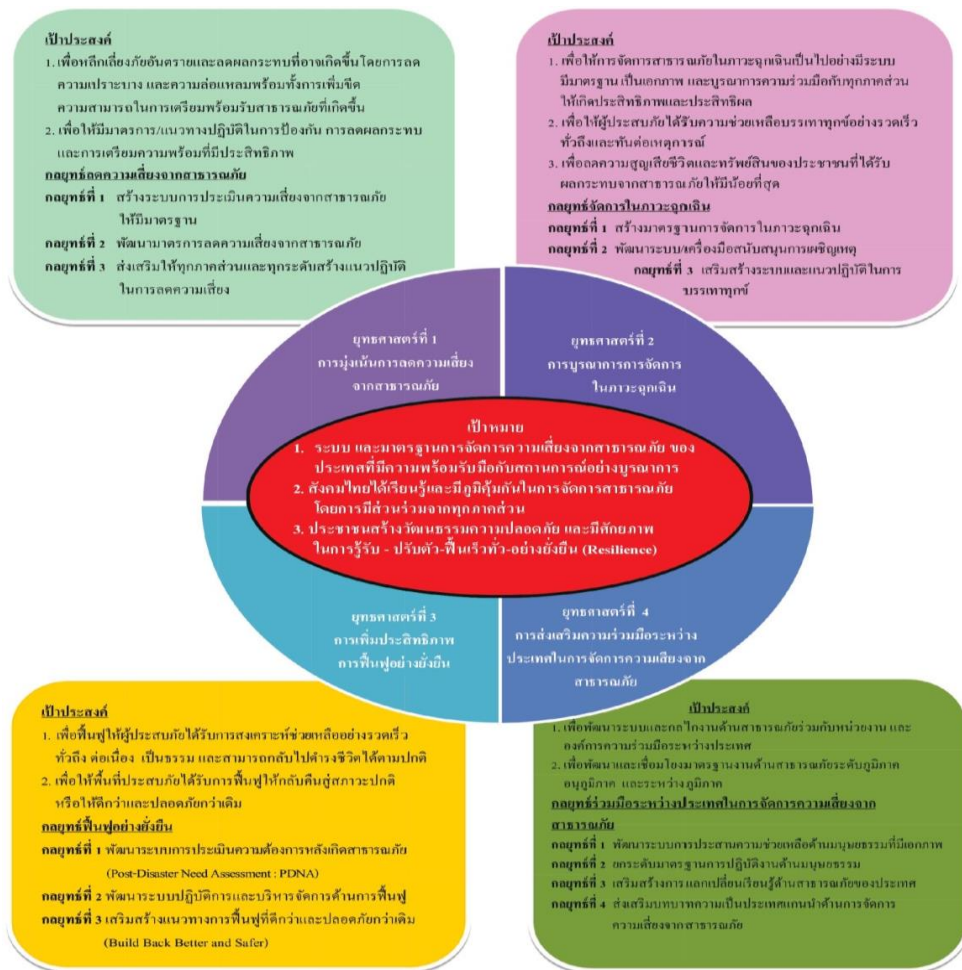 เป้าประสงค์
1. เพื่อหลีกเลี่ยงภัยอันตรายและลดผลกระทบที่อาจเกิดขึ้นโดยการลด
ความเปราะบาง และความล่อแหลมพร้อมทั้งการเพิ่มขีด
ความสามารถในการเตรียมพร้อมรับสาธารณภัยที่เกิดขึ้น
2. เพื่อให้มีมาตรการ/แนวทางปฏิบัติในการป้องกัน การลดผลกระทบ
และการเตรียมความพร้อมที่มีประสิทธิภาพ
กลยุทธ์ลดความเสี่ยงจากสาธารณภัย
กลยุทธ์ที่ 1 สร้างระบบการประเมินความเสี่ยงจากสาธารณภัย
ให้มีมาตรฐาน
กลยุทธ์ที่ 2 พัฒนามาตรการลดความเสี่ยงจากสาธารณภัย
กลยุทธ์ที่ 3 ส่งเสริมให้ทุกภาคส่วนและทุกระดับสร้างแนวปฏิบัติ
ในการลดความเสี่ยง
เป้าประสงค์
1. เพื่อให้การจัดการสาธารณภัยในภาวะฉุกเฉินเป็นไปอย่างมีระบบ
มีมาตรฐาน เป็นเอกภาพ และบูรณาการความร่วมมือกับทุกภาคส่วน
ให้เกิดประสิทธิภาพและประสิทธิผล
2. เพื่อให้ผู้ประสบภัยได้รับความช่วยเหลือบรรเทาทุกข์อย่างรวดเร็ว
ทั่วถึงและทันต่อเหตุการณ์
3. เพื่อลดความสูญเสียชีวิตและทรัพย์สินของประชาชนที่ได้รับ
ผลกระทบจากสาธารณภัยให้มีน้อยที่สุด
กลยุทธ์จัดการในภาวะฉุกเฉิน
กลยุทธ์ที่ 1 สร้างมาตรฐานการจัดการในภาวะฉุกเฉิน
กลยุทธ์ที่ 2 พัฒนาระบบ/เครื่องมือสนับสนุนการเผชิญเหตุ
กลยุทธ์ที่ 3 เสริมสร้างระบบและแนวปฏิบัติในการ
บรรเทาทุกข์
ยุทธศาสตร์ที่ 1
การมุ่งเน้นการลดความเสี่ยง
จากสาธารณภัย
ยุทธศาสตร์ที่ 2
การบูรณาการการจัดการ
ในภาวะฉุกเฉิน
เป้าหมาย
1. ระบบ และมาตรฐานการจัดการความเสี่ยงจากสาธารณภัย ของ
ประเทศที่มีความพร้อมรับมือกับสถานการณ์อย่างบูรณาการ
2. สังคมไทยได้เรียนรู้และมีภูมิคุ้มกันในการจัดการสาธารณภัย
โดยการมีส่วนร่วมจากทุกภาคส่วน
3. ประชาชนสร้างวัฒนธรรมความปลอดภัย และมีศักยภาพ
ในการรู้รับ - ปรับตัว-ฟื้นเร็วทั่ว-อย่างยั่งยืน (Resilience)
ยุทธศาสตร์ที่ 3
การเพิ่มประสิทธิภาพ
การฟื้นฟูอย่างยั่งยืน
ยุทธศาสตร์ที่ 4
การส่งเสริมความร่วมมือระหว่าง
ประเทศในการจัดการความเสี่ยงจาก
สาธารณภัย
เป้าประสงค์
1. เพื่อฟื้นฟูให้ผู้ประสบภัยได้รับการสงเคราะห์ช่วยเหลืออย่างรวดเร็ว
ทั่วถึง ต่อเนื่อง เป็นธรรม และสามารถกลับไปดำรงชีวิตได้ตามปกติ
2. เพื่อให้พื้นที่ประสบภัยได้รับการฟื้นฟูให้กลับคืนสู่สภาวะปกติ
หรือให้ดีกว่าและปลอดภัยกว่าเดิม
กลยุทธ์ฟื้นฟูอย่างยั่งยืน
กลยุทธ์ที่ 1 พัฒนาระบบการประเมินความต้องการหลังเกิดสาธารณภัย
(Post-Disaster Need Assessment : PDNA)
กลยุทธ์ที่ 2 พัฒนาระบบปฏิบัติการและบริหารจัดการด้านการฟื้นฟู
กลยุทธ์ที่ 3 เสริมสร้างแนวทางการฟื้นฟูที่ดีกว่าและปลอดภัยกว่าเดิม
(Build Back Better and Safer)
เป้าประสงค์
1. เพื่อพัฒนาระบบและกลไกงานด้านสาธารณภัยร่วมกับหน่วยงาน และ
องค์การความร่วมมือระหว่างประเทศ
2. เพื่อพัฒนาและเชื่อมโยงมาตรฐานงานด้านสาธารณภัยระดับภูมิภาค
อนุภูมิภาค และระหว่างภูมิภาค
กลยุทธ์ร่วมมือระหว่างประเทศในการจัดการความเสี่ยงจาก
สาธารณภัย
กลยุทธ์ที่ 1 พัฒนาระบบการประสานความช่วยเหลือด้านมนุษยธรรมที่มีเอกภาพ
กลยุทธ์ที่ 2 ยกระดับมาตรฐานการปฏิบัติงานด้านมนุษยธรรม
กลยุทธ์ที่ 3 เสริมสร้างการแลกเปลี่ยนเรียนรู้ด้านสาธารณภัยของประเทศ
กลยุทธ์ที่ 4 ส่งเสริมบทบาทความเป็นประเทศแกนนำด้านการจัดการ
ความเสี่ยงจากสาธารณภัย